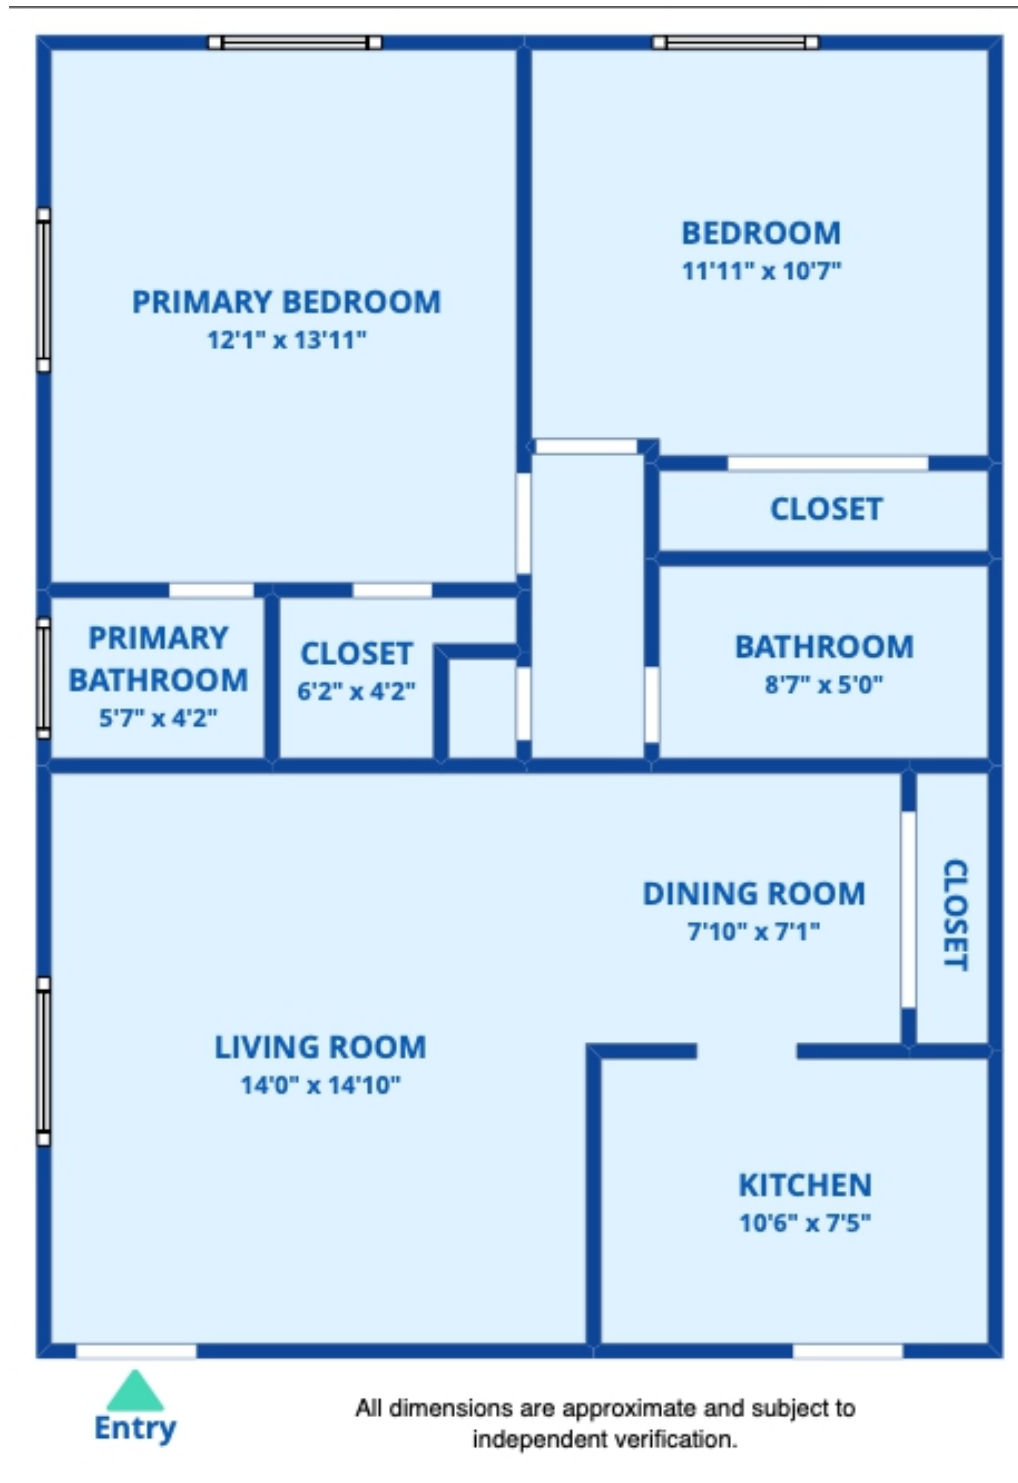 BEDROOM
11'11" x 10'7"
PRIMARY BEDROOM
12'1" x 13'11"
CLOSET
PRIMARY
BATHROOM
5'7" x 4'2"
CLOSET
6'2" x 4'2"
BATHROOM
8'7" x 5'0"
DINING ROOM
7'10" x 7'1"
CLOSET
LIVING ROOM
14'0" x 14'10"
KITCHEN
10'6" x 7'5"
Entry
All dimensions are approximate and subject to
independent verification.